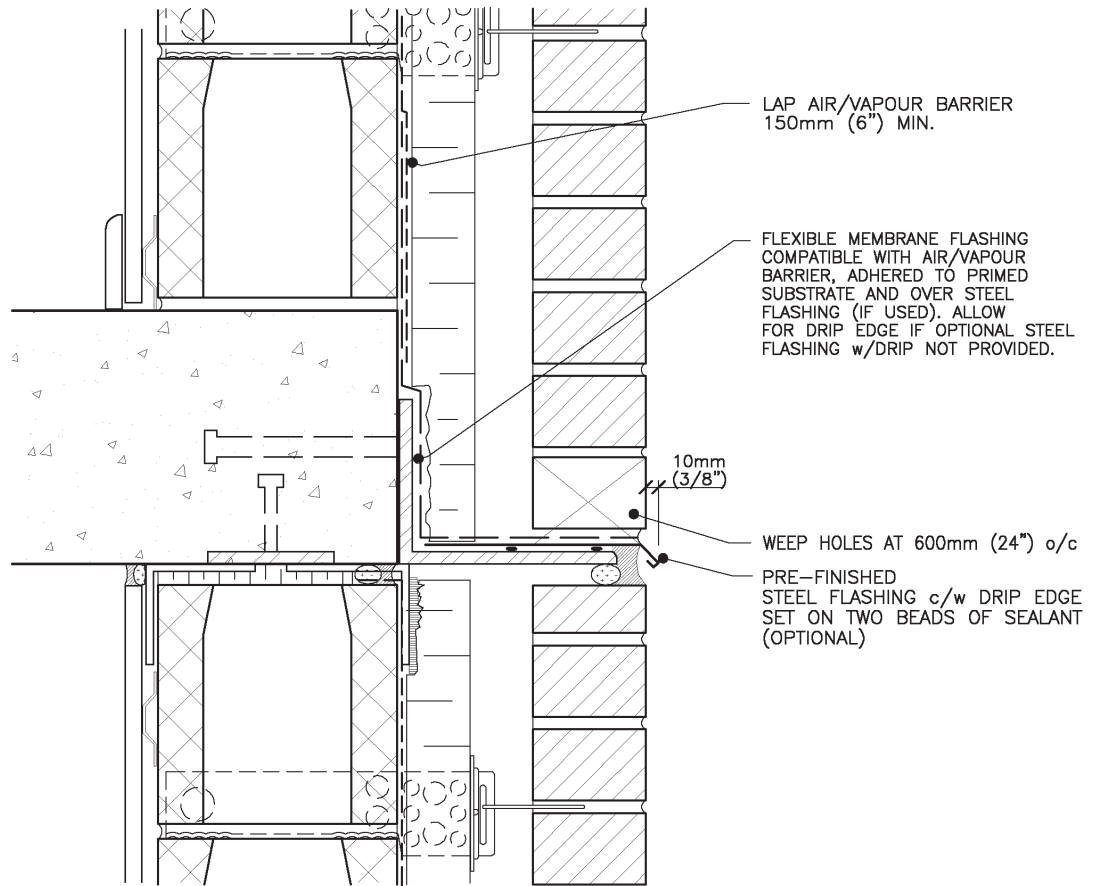 LAP AIR/VAPOUR BARRIER
150mm (6") MIN.
FLEXIBLE MEMBRANE FLASHING
COMPATIBLE WITH AIR/VAPOUR
BARRIER, ADHERED TO PRIMED
SUBSTRATE AND OVER STEEL
FLASHING (IF USED). ALLOW
FOR DRIP EDGE IF OPTIONAL STEEL
FLASHING w/DRIP NOT PROVIDED.
10mm
(3/8")
WEEP HOLES AT 600mm (24") o/c
PRE-FINISHED
STEEL FLASHING c/w DRIP EDGE
SET ON TWO BEADS OF SEALANT
(OPTIONAL)